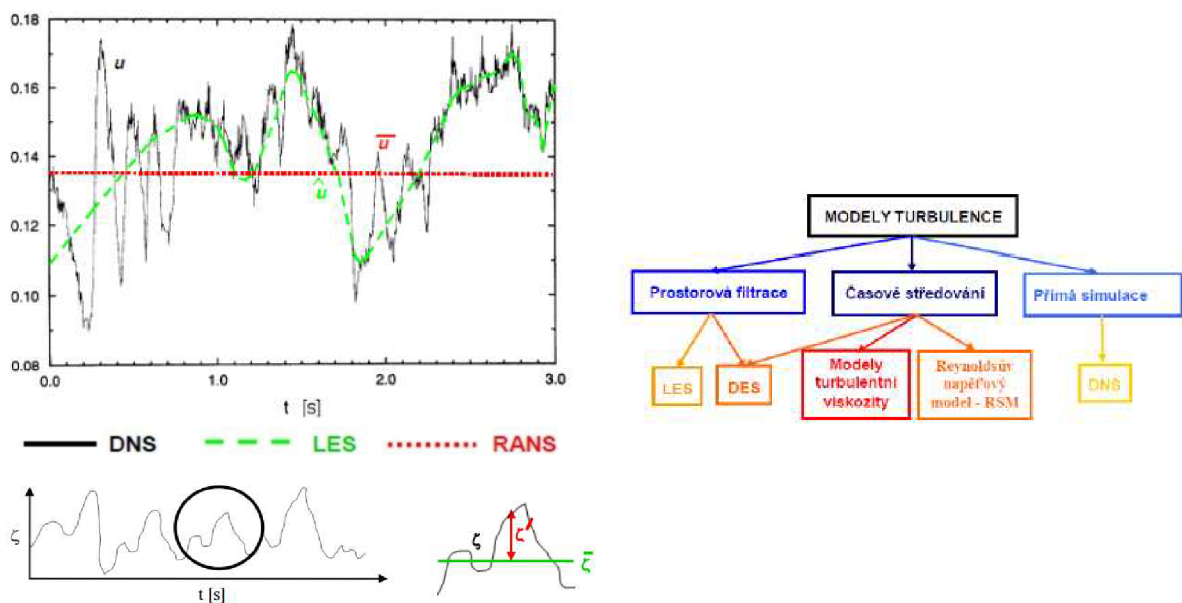 0.18
u
0.16
0.14
u
u
0.12
0.10
0.08
0.0
1.0
2.0
3.0
t [s]
DNS
LES
RANS
ζ
t [s]
ζ
ζ'
ζ
MODELY TURBULENCE
Prostorová filtrace
Časové středování
Přímá simulace
LES
DES
Modely
turbulentní
viskozity
Reynoldsův
napěťový
model - RSM
DNS